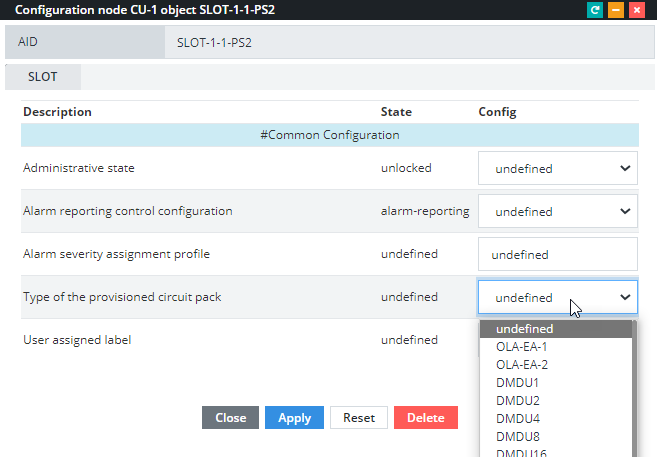 Configuration node CU-1 object SLOT-1-1-PS2
AID SLOT-1-1-PS2
SLOT
Description State Config
#Common Configuration
Administrative state unlocked undefined
Alarm reporting control configuration alarm-reporting undefined
Alarm severity assignment profile undefined undefined
Type of the provisioned circuit pack undefined undefined
undefined
User assigned label undefined
OLA-EA-1
OLA-EA-2
DMDU1
DMDU2
DMDU4
DMDU8
DMDU16
Close Apply Reset Delete